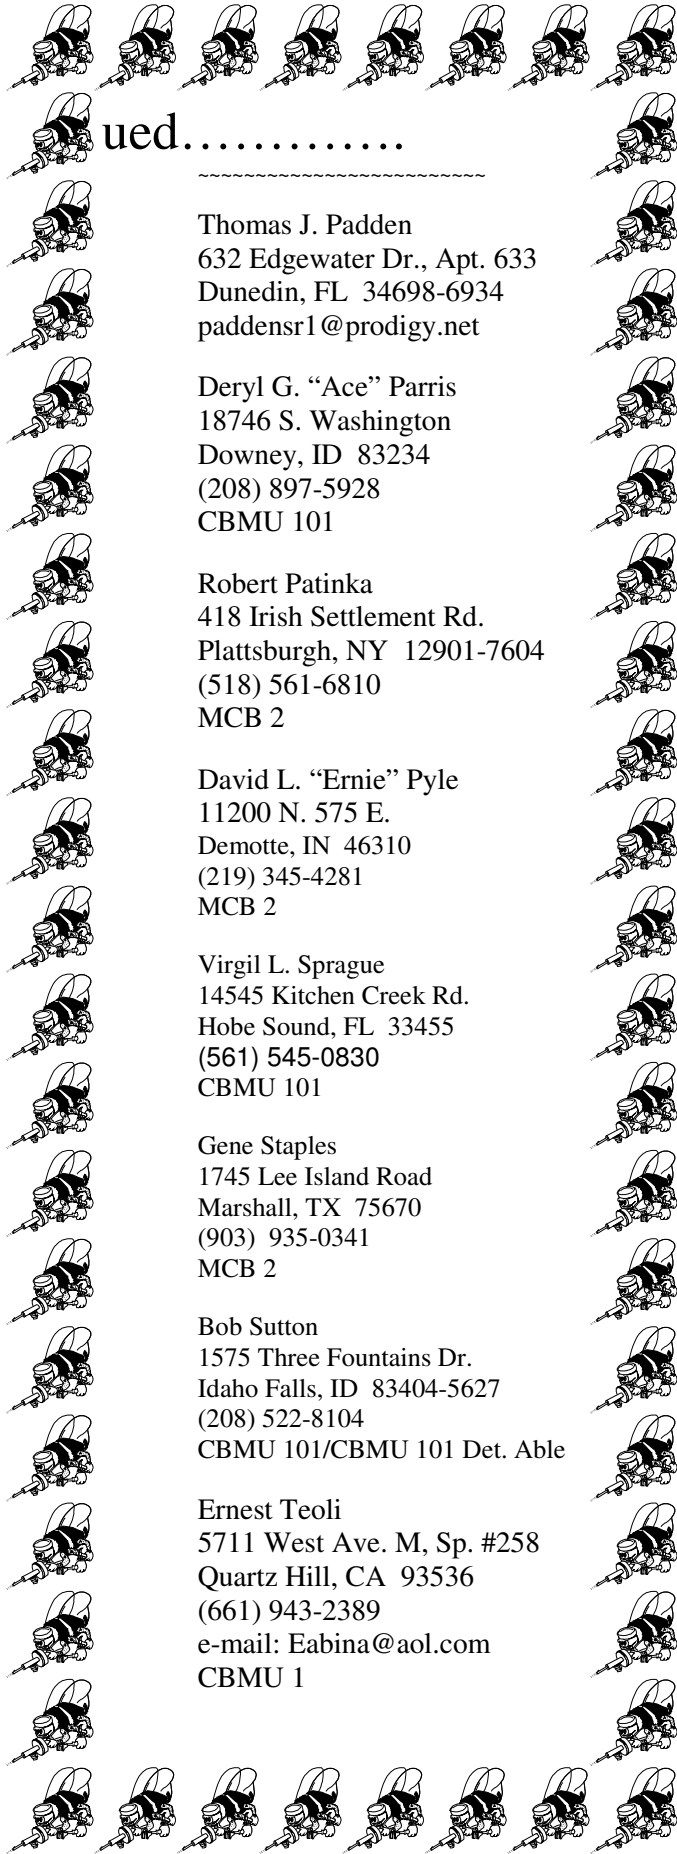 ued………….
~~~~~~~~~~~~~~~~~~~~~~~~~
Thomas J. Padden
632 Edgewater Dr., Apt. 633
Dunedin, FL  34698-6934
paddensr1@prodigy.net
Deryl G. “Ace” Parris
18746 S. Washington
Downey, ID  83234
(208) 897-5928
CBMU 101
Robert Patinka
418 Irish Settlement Rd.
Plattsburgh, NY  12901-7604
(518) 561-6810
MCB 2
David L. “Ernie” Pyle
11200 N. 575 E.
Demotte, IN  46310
(219) 345-4281
MCB 2
Virgil L. Sprague
14545 Kitchen Creek Rd.
Hobe Sound, FL  33455
(561) 545-0830
CBMU 101
Gene Staples
1745 Lee Island Road
Marshall, TX  75670
(903)  935-0341
MCB 2
Bob Sutton
1575 Three Fountains Dr.
Idaho Falls, ID  83404-5627
(208) 522-8104
CBMU 101/CBMU 101 Det. Able
Ernest Teoli
5711 West Ave. M, Sp. #258
Quartz Hill, CA  93536
(661) 943-2389
e-mail: Eabina@aol.com
CBMU 1